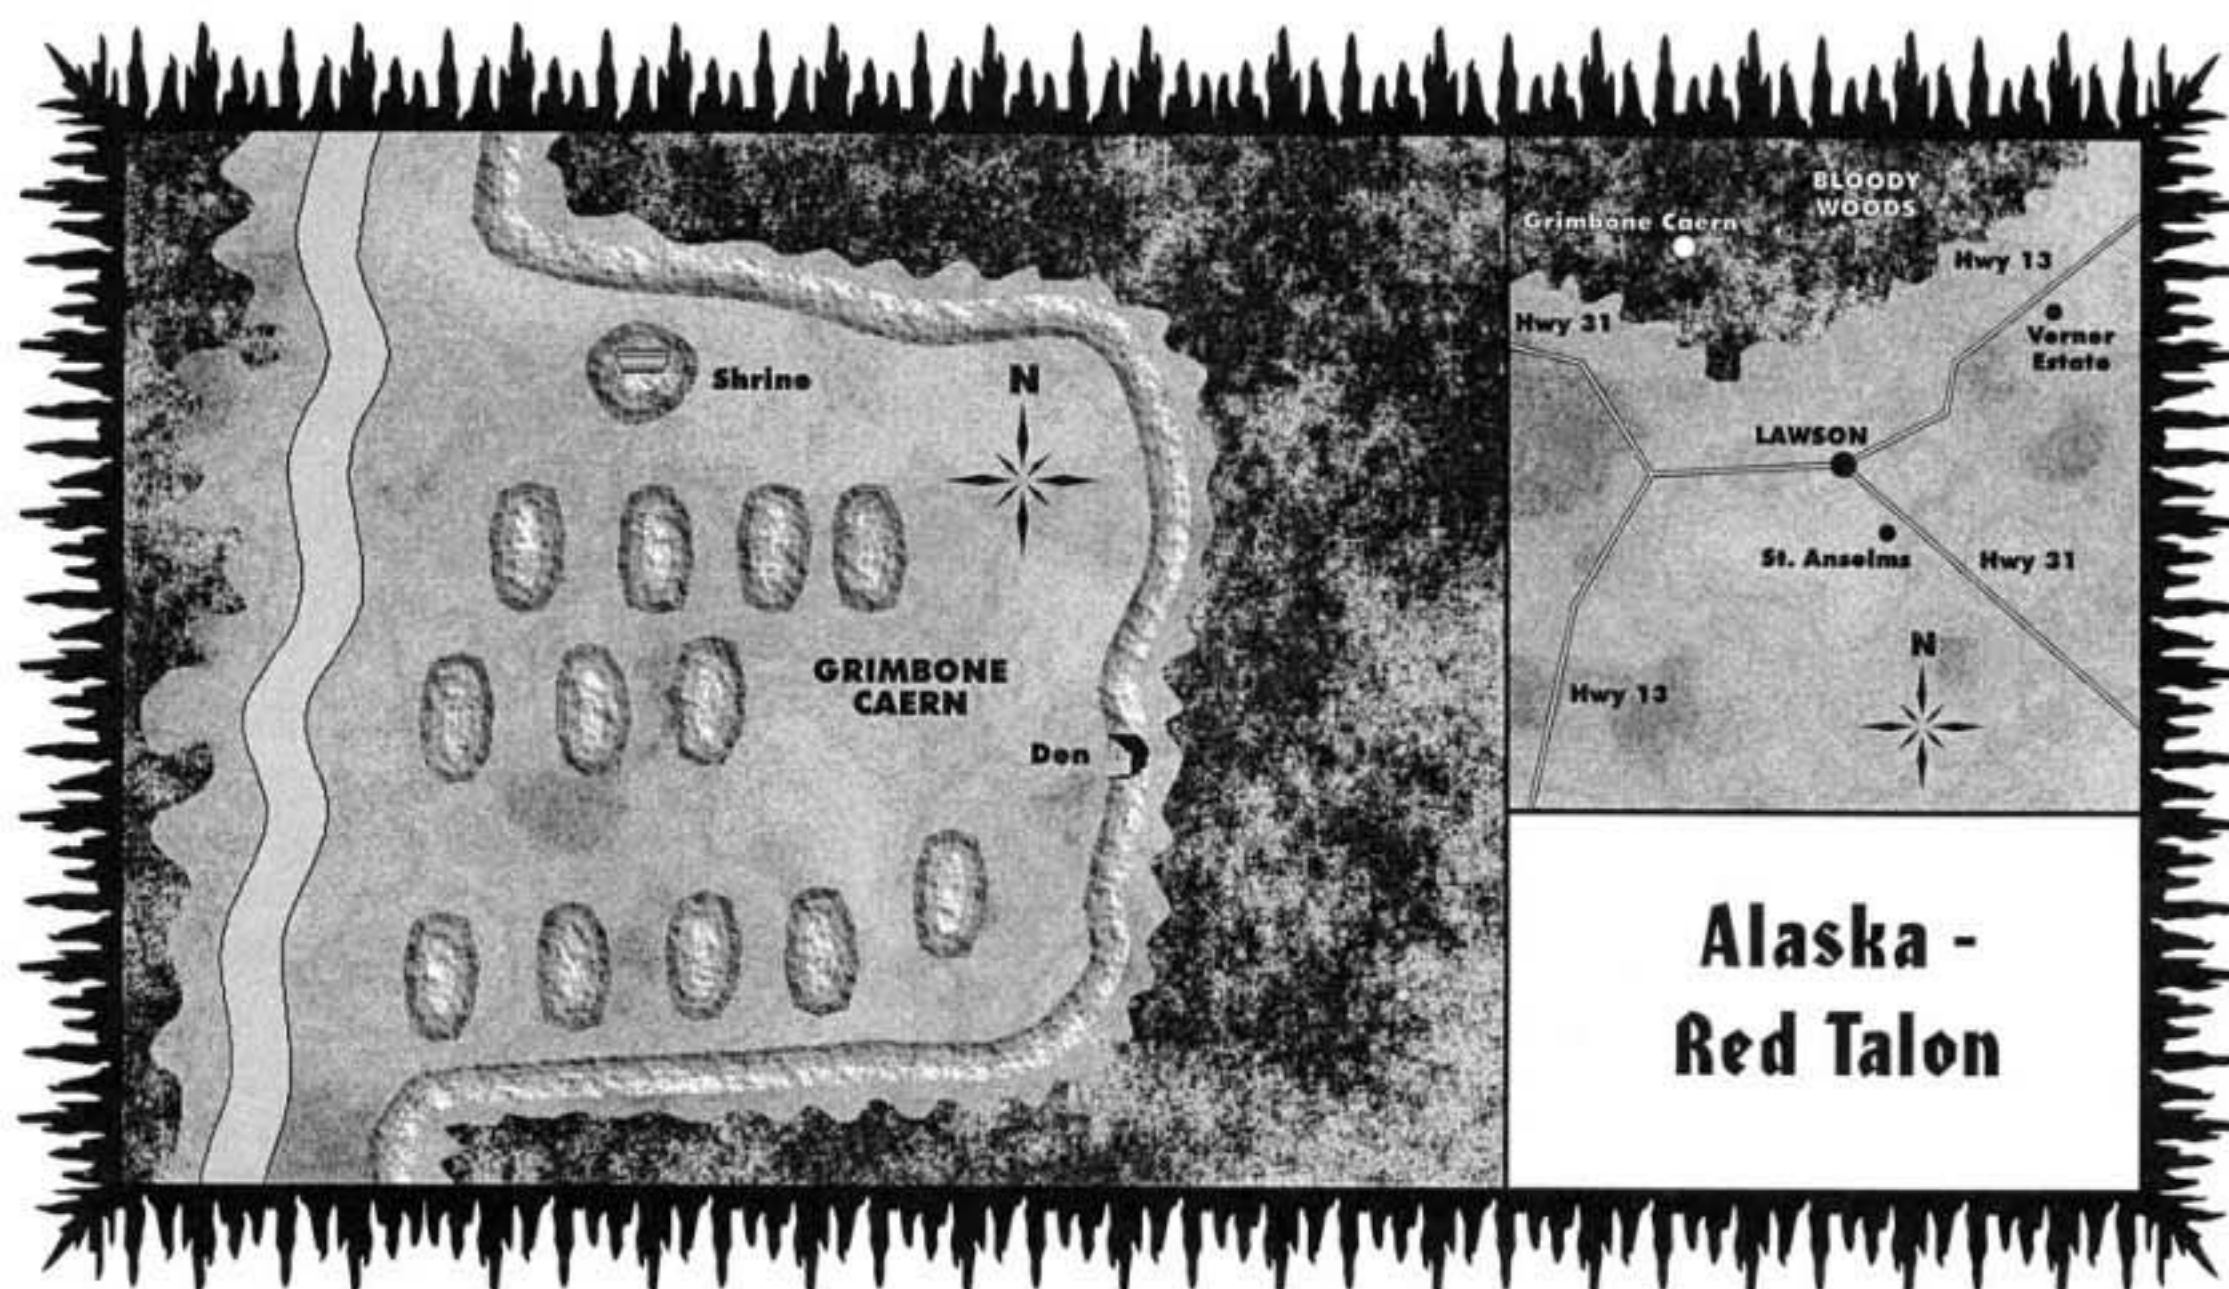 Shrine
N
GRIMBONE
CAERN
Den
BLOODY
WOODS
Grimbone Caern
Hwy 13
Hwy 31
Verner
Estate
LAWSON
St. Anselms
Hwy 31
N
Hwy 13
Alaska -
Red Talon